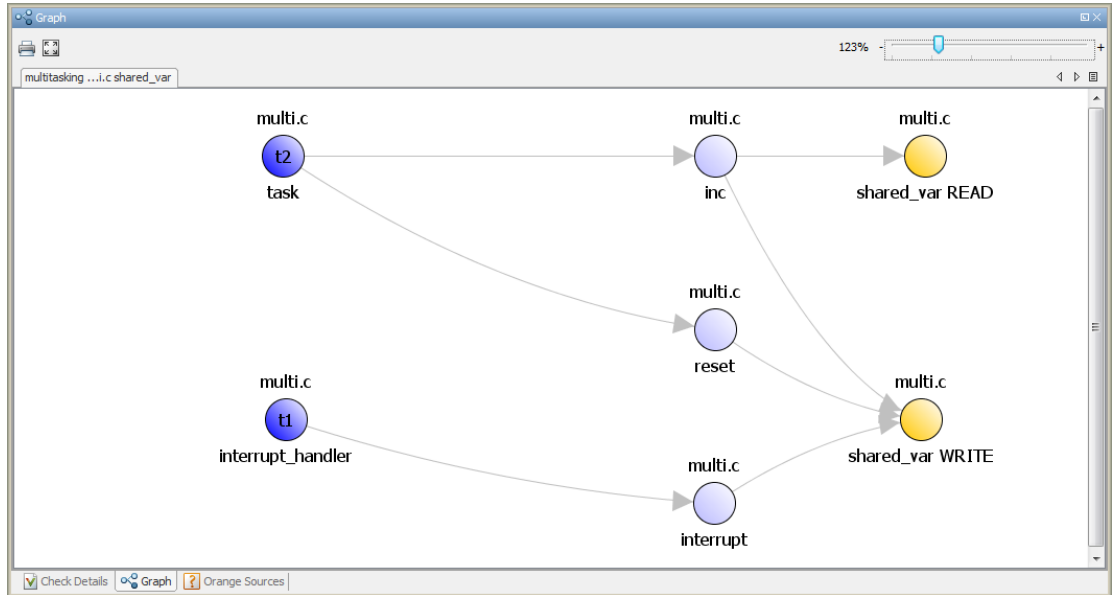 Graph
123% - +
multitasking ...i.c shared_var
multi.c
t2
task
multi.c
inc
multi.c
shared_var READ
multi.c
reset
multi.c
t1
interrupt_handler
multi.c
shared_var WRITE
multi.c
interrupt
Check Details Graph Orange Sources